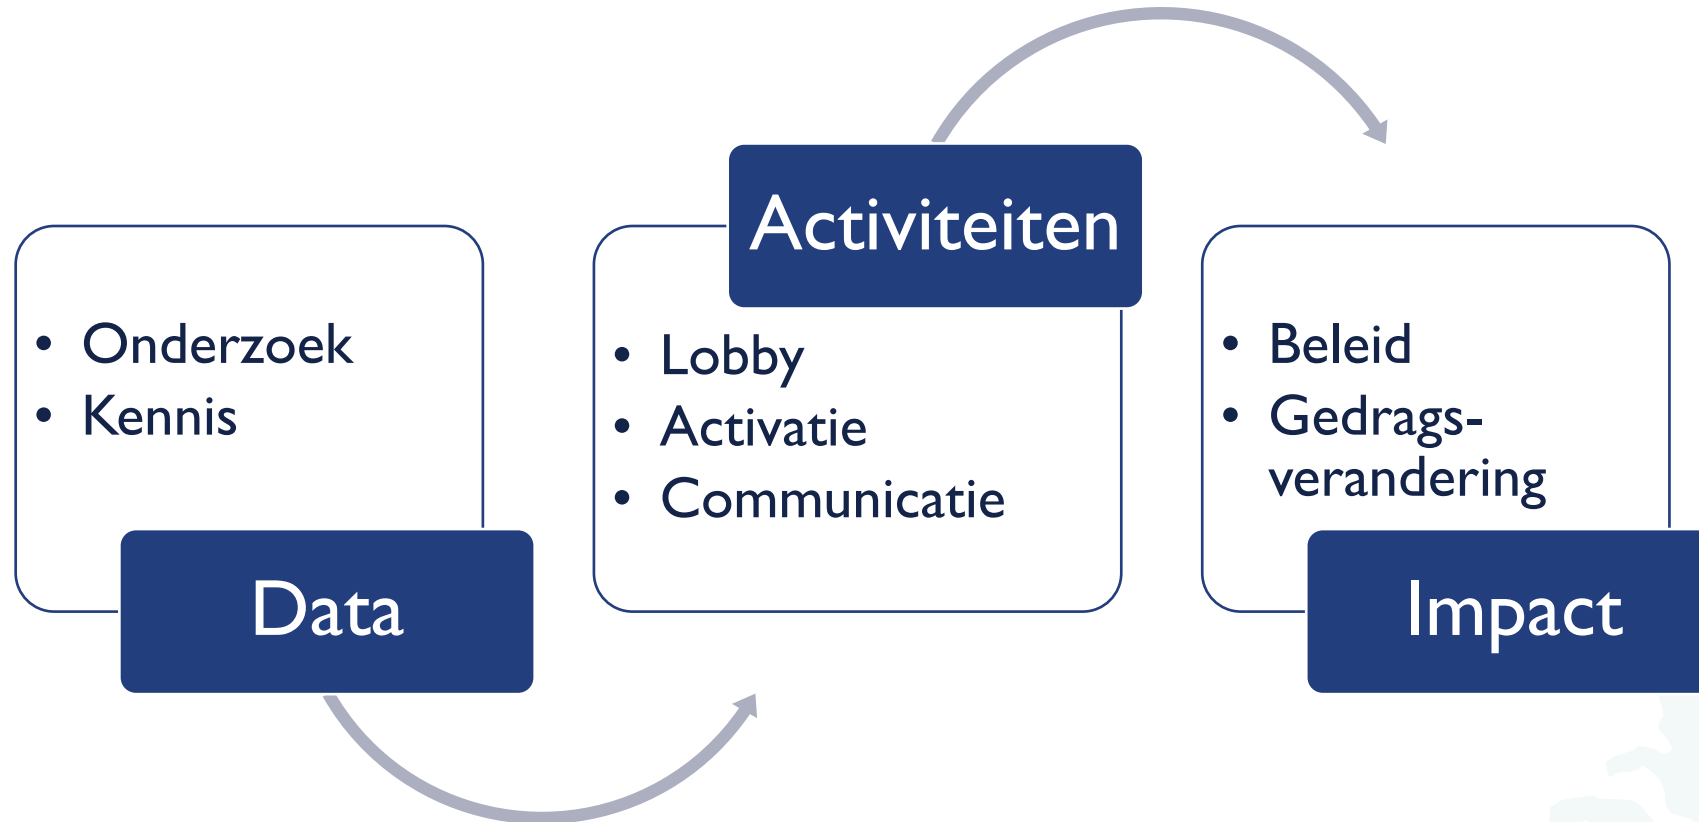 • Onderzoek
• Kennis
Data
Activiteiten
• Lobby
• Activatie
• Communicatie
• Beleid
• Gedrags-
verandering
Impact